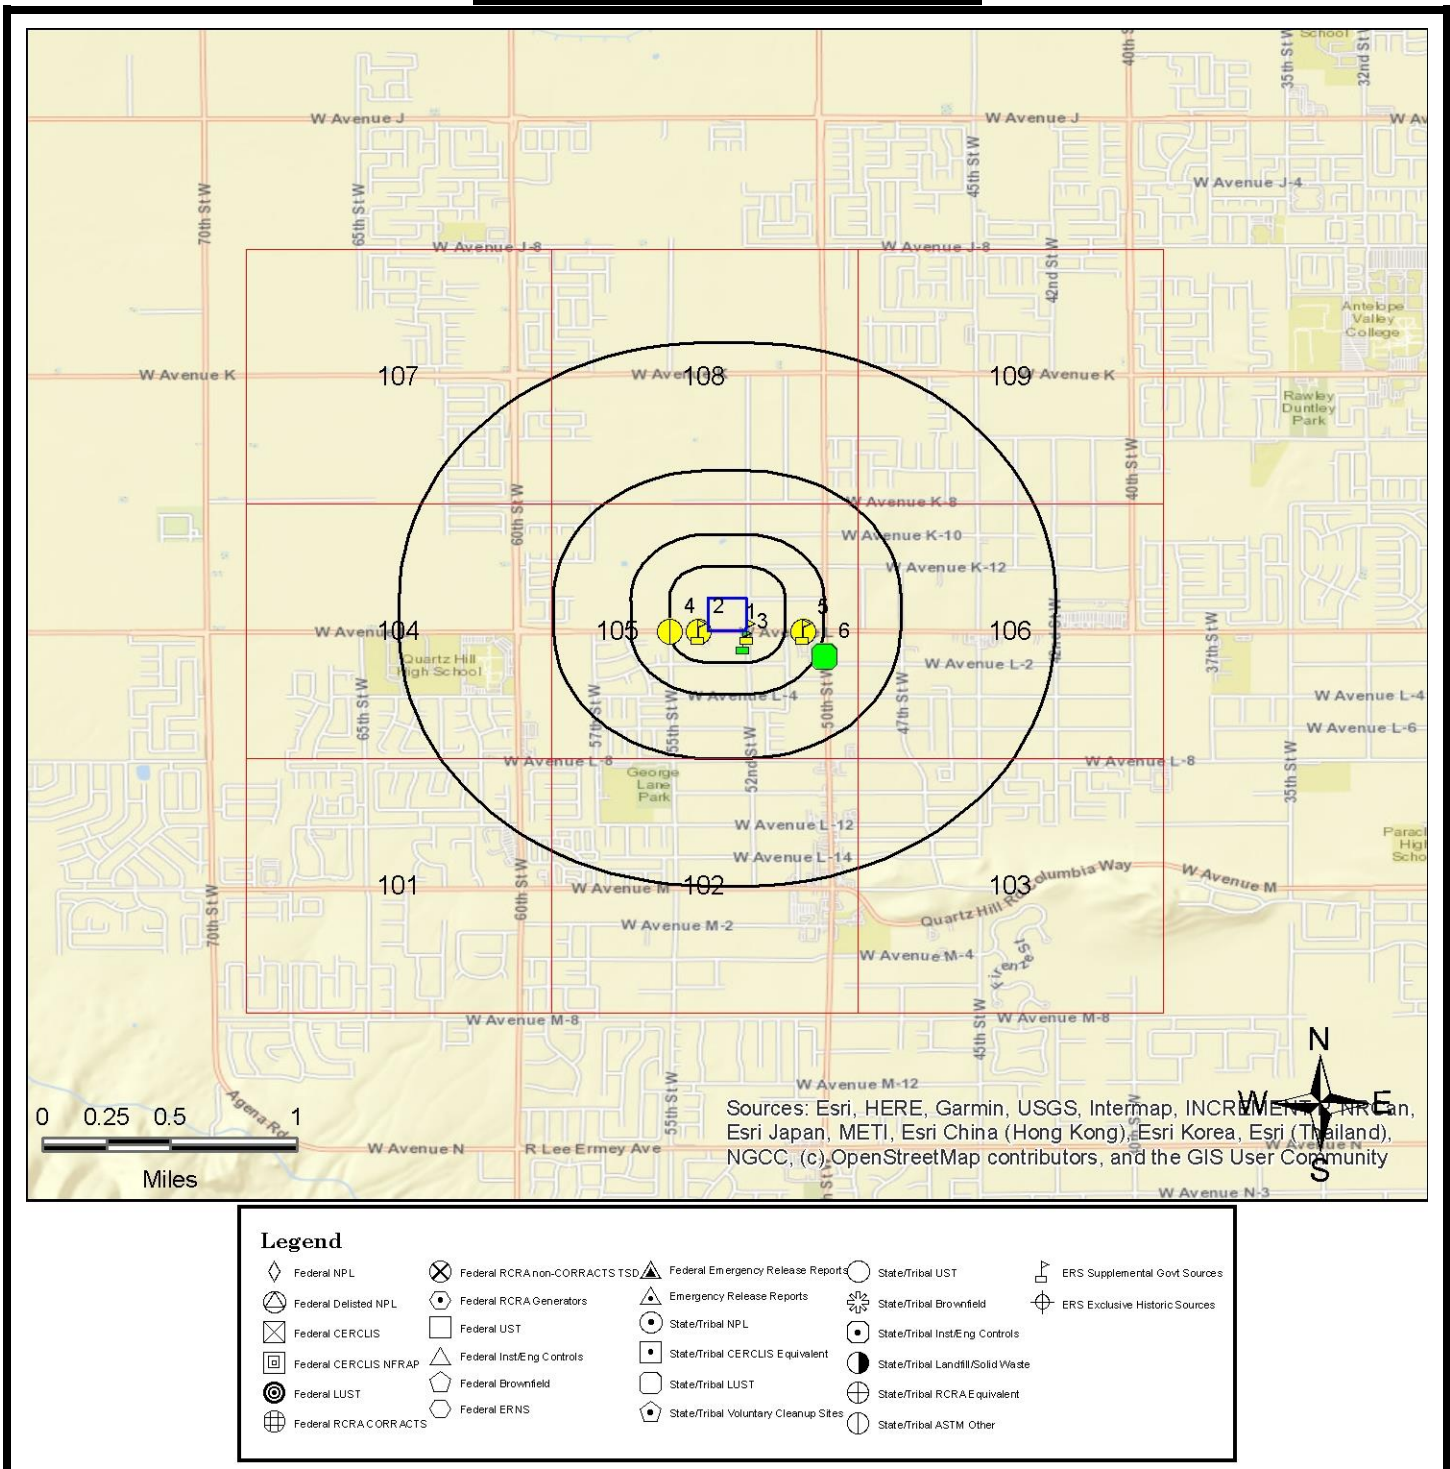 School
40th S
35th St W
32nd St W
W Avenue J
W Avenue J
W Av
45th St W
W Avenue J-4
70th St W
65th St W
W Avenue J-8
W Avenue J-8
42nd St W
Antelope
Valley
College
W Avenue K
107
108
109
W Avenue K
Rawley
Duntley
Park
40th St W
60th St W
W Avenue K-8
W Avenue K-10
W Avenue K-12
4
2
1
3
5
6
104
105
106
37th St W
Quartz Hill
High School
W Avenue L-2
65th St W
57th St W
55th St W
W Avenue L-4
50th St W
47th St W
W Avenue L-4
W Avenue L-6
W Avenue L-8
George
Lane
Park
52nd St W
W Avenue L-8
35th St W
W Avenue L-12
W Avenue L-14
Columbia Way
W Avenue M
101
W Avenue M
102
103
Quartz Hill Rd
60th St W
70th St W
W Avenue M-2
W Avenue M-4
Firenze St
W Avenue M-8
45th St W
W Avenue M-8
55th St W
W Avenue M-12
Agena Rd
W Avenue N
R Lee Ermey Ave
W Avenue N-3
0 0.25 0.5 1
Miles
N
W E
S
Sources: Esri, HERE, Garmin, USGS, Intermap,
Esri Japan, METI, Esri China (Hong Kong), Esri Korea, Esri (Thailand),
NGCC, (c) OpenStreetMap contributors, and the GIS User Community
Legend
Federal NPL
Federal Delisted NPL
Federal CERCLIS
Federal CERCLIS NFRAP
Federal LUST
Federal RCRA CORRACTS
Federal RCRA non-CORRACTS TSD
Federal RCRA Generators
Federal UST
Federal Inst/Eng Controls
Federal Brownfield
Federal ERNS
Federal Emergency Release Reports
Emergency Release Reports
State/Tribal NPL
State/Tribal CERCLIS Equivalent
State/Tribal LUST
State/Tribal Voluntary Cleanup Sites
State/Tribal UST
State/Tribal Brownfield
State/Tribal Inst/Eng Controls
State/Tribal Landfill/Solid Waste
State/Tribal RCRA Equivalent
State/Tribal ASTM Other
ERS Supplemental Govt Sources
ERS Exclusive Historic Sources